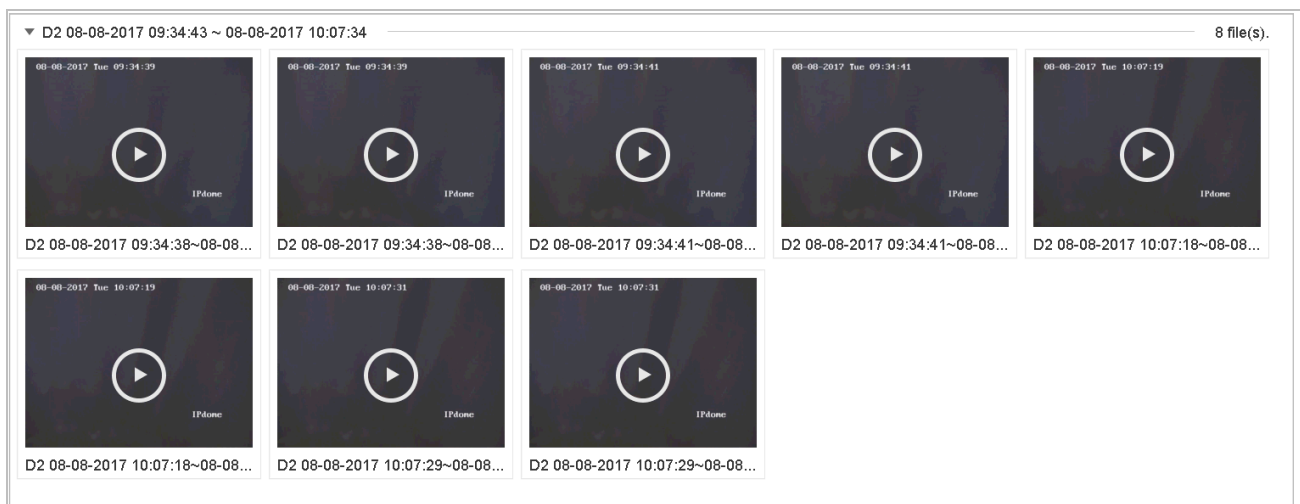 D2 08-08-2017 09:34:43 ~ 08-08-2017 10:07:34 8 file(s).
08-08-2017 Tue 09:34:39
IPdome
D2 08-08-2017 09:34:38~08-08...
08-08-2017 Tue 09:34:39
IPdome
D2 08-08-2017 09:34:38~08-08...
08-08-2017 Tue 09:34:41
IPdome
D2 08-08-2017 09:34:41~08-08...
08-08-2017 Tue 09:34:41
IPdome
D2 08-08-2017 09:34:41~08-08...
08-08-2017 Tue 10:07:19
IPdome
D2 08-08-2017 10:07:18~08-08...
08-08-2017 Tue 10:07:19
IPdome
D2 08-08-2017 10:07:18~08-08...
08-08-2017 Tue 10:07:31
IPdome
D2 08-08-2017 10:07:29~08-08...
08-08-2017 Tue 10:07:31
IPdome
D2 08-08-2017 10:07:29~08-08...